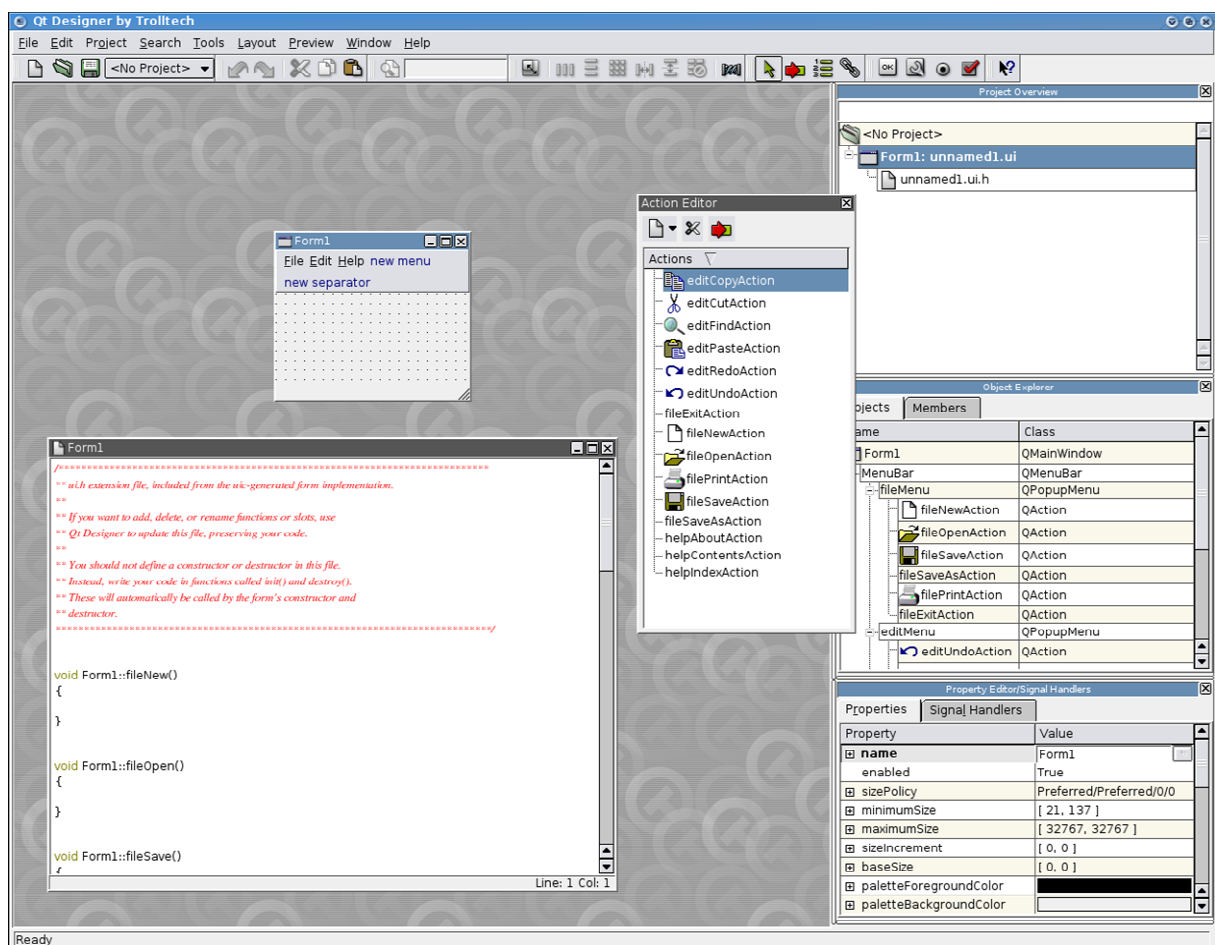 Qt Designer by Trolltech
File Edit Project Search Tools Layout Preview Window Help
<No Project>
OK
Project Overview
<No Project>
Form1: unnamed1.ui
unnamed1.ui.h
Action Editor
Actions
editCopyAction
editCutAction
editFindAction
editPasteAction
editRedoAction
editUndoAction
fileExitAction
fileNewAction
fileOpenAction
filePrintAction
fileSaveAction
fileSaveAsAction
helpAboutAction
helpContentsAction
helpIndexAction
Form1
File Edit Help new menu
new separator
Object Explorer
bjects Members
ame Class
Form1 QMainWindow
MenuBar QMenuBar
fileMenu QPopupMenu
fileNewAction QAction
fileOpenAction QAction
fileSaveAction QAction
fileSaveAsAction QAction
filePrintAction QAction
fileExitAction QAction
editMenu QPopupMenu
editUndoAction QAction
Form1
/****************************************************************************
** ui.h extension file, included from the uic-generated form implementation.
**
** If you want to add, delete, or rename functions or slots, use
** Qt Designer to update this file, preserving your code.
**
** You should not define a constructor or destructor in this file.
** Instead, write your code in functions called init() and destroy().
** These will automatically be called by the form's constructor and
** destructor.
*****************************************************************************/
void Form1::fileNew()
{
}
void Form1::fileOpen()
{
}
void Form1::fileSave()
{
Line: 1 Col: 1
Property Editor/Signal Handlers
Properties Signal Handlers
Property Value
name Form1
enabled True
sizePolicy Preferred/Preferred/0/0
minimumSize [ 21, 137 ]
maximumSize [ 32767, 32767 ]
sizeIncrement [ 0, 0 ]
baseSize [ 0, 0 ]
paletteForegroundColor
paletteBackgroundColor
Ready